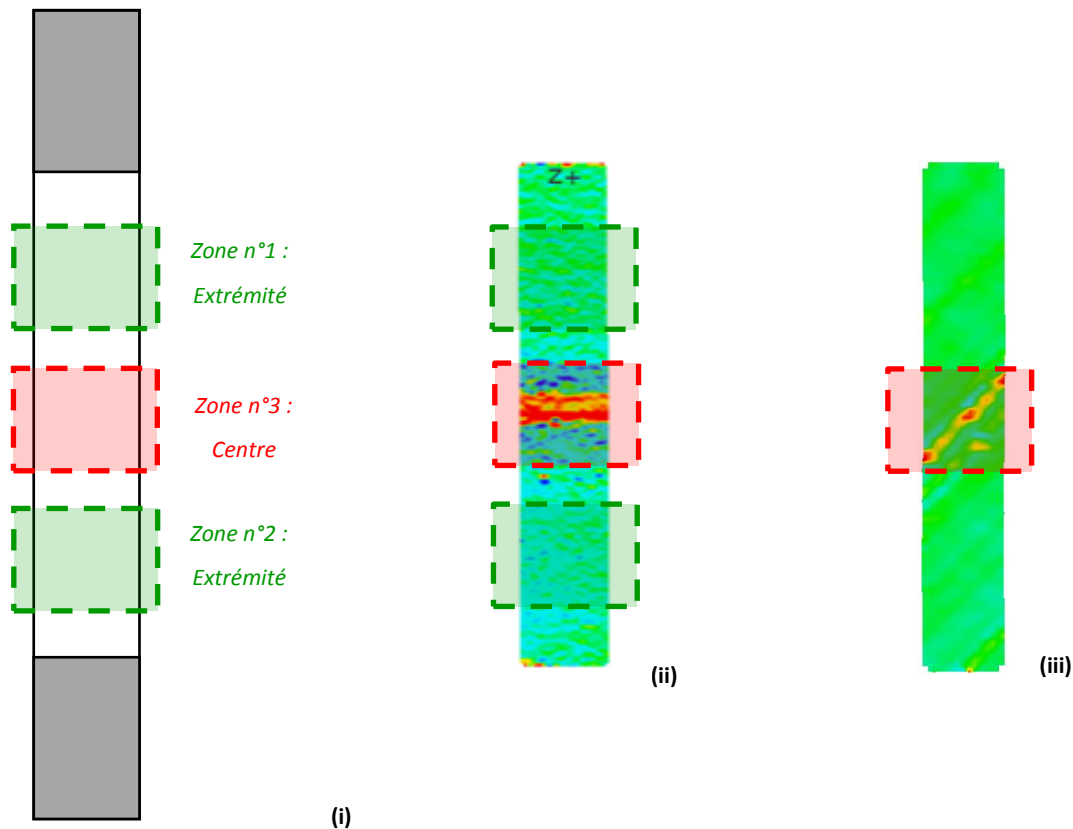 Z+
Zone n°1 :
Extrémité
Zone n°3 :
Centre
Zone n°2 :
Extrémité
(ii)
(iii)
(i)